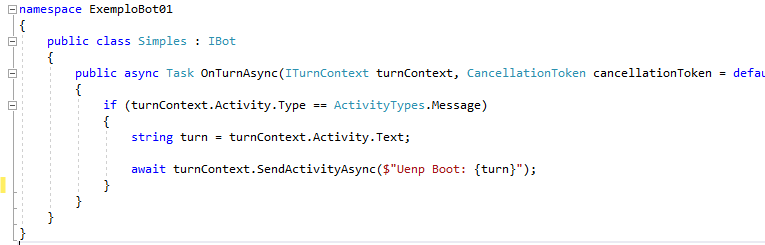 namespace ExemploBot01
{
    public class Simples : IBot
    {
        public async Task OnTurnAsync(ITurnContext turnContext, CancellationToken cancellationToken = defau
        {
            if (turnContext.Activity.Type == ActivityTypes.Message)
            {
                string turn = turnContext.Activity.Text;
                await turnContext.SendActivityAsync($"Uenp Boot: {turn}");
            }
        }
    }
}